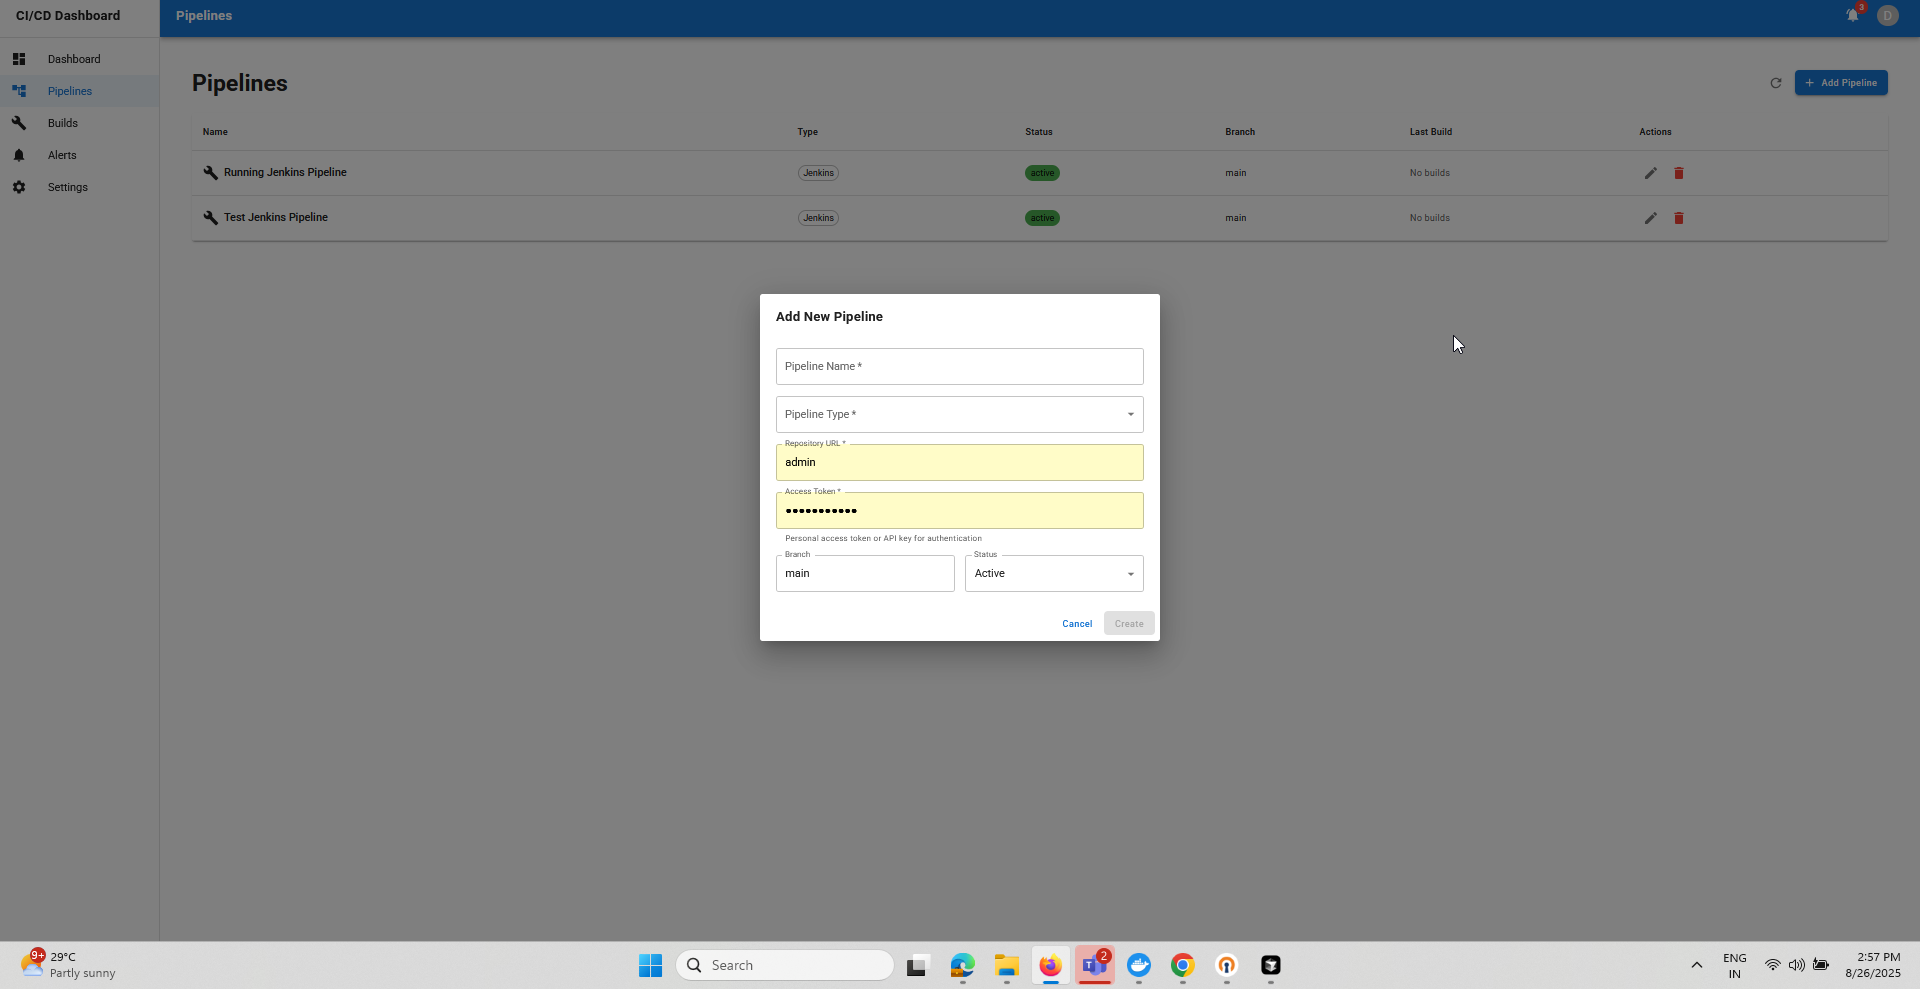 CI/CD Dashboard
Pipelines
3
D
Dashboard
Pipelines
Builds
Alerts
Settings
Pipelines
+ Add Pipeline
Name Type Status Branch Last Build Actions
Running Jenkins Pipeline Jenkins active main No builds
Test Jenkins Pipeline Jenkins active main No builds
Add New Pipeline
Pipeline Name *
Pipeline Type *
Repository URL *
admin
Access Token *
•••••••••••
Personal access token or API key for authentication
Branch
main
Status
Active
Cancel
Create
9+
29°C
Partly sunny
Search
T
2
ENG
IN
2:57 PM
8/26/2025